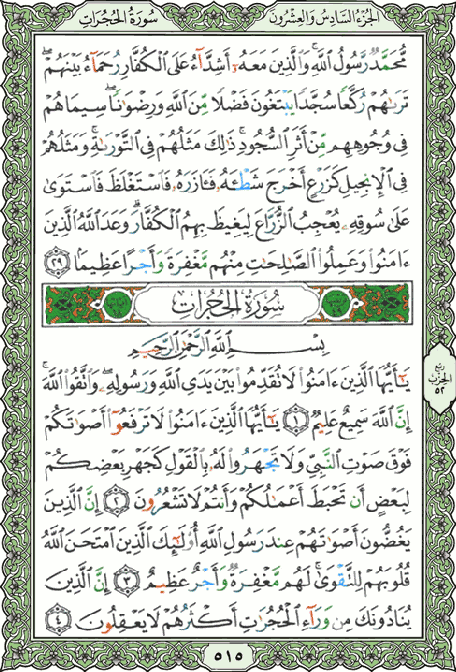 سُورَةُ الحُجُرَاتِ
الجُزءُ السَّادِسُ وَالعِشرُونَ
مُّحَمَّدٌ رَّسُولُ ٱللَّهِۚ وَٱلَّذِينَ مَعَهُۥٓ أَشِدَّآءُ عَلَى ٱلۡكُفَّارِ رُحَمَآءُ بَيۡنَهُمۡۖ
تَرَىٰهُمۡ رُكَّعٗا سُجَّدٗا يَبۡتَغُونَ فَضۡلٗا مِّنَ ٱللَّهِ وَرِضۡوَٰنٗاۖ سِيمَاهُمۡ
فِي وُجُوهِهِم مِّنۡ أَثَرِ ٱلسُّجُودِۚ ذَٰلِكَ مَثَلُهُمۡ فِي ٱلتَّوۡرَىٰةِۚ وَمَثَلُهُمۡ
فِي ٱلۡإِنجِيلِ كَزَرۡعٍ أَخۡرَجَ شَطۡـَٔهُۥ فَـَٔازَرَهُۥ فَٱسۡتَغۡلَظَ فَٱسۡتَوَىٰ
عَلَىٰ سُوقِهِۦ يُعۡجِبُ ٱلزُّرَّاعَ لِيَغِيظَ بِهِمُ ٱلۡكُفَّارَۗ وَعَدَ ٱللَّهُ ٱلَّذِينَ
ءَامَنُواْ وَعَمِلُواْ ٱلصَّٰلِحَٰتِ مِنۡهُم مَّغۡفِرَةٗ وَأَجۡرًا عَظِيمَۢا ٢٩
سُورَةُ الحُجُرَاتِ
بِسۡمِ ٱللَّهِ ٱلرَّحۡمَٰنِ ٱلرَّحِيمِ
يَٰٓأَيُّهَا ٱلَّذِينَ ءَامَنُواْ لَا تُقَدِّمُواْ بَيۡنَ يَدَيِ ٱللَّهِ وَرَسُولِهِۦۖ وَٱتَّقُواْ ٱللَّهَۚ
إِنَّ ٱللَّهَ سَمِيعٌ عَلِيمٞ ١ يَٰٓأَيُّهَا ٱلَّذِينَ ءَامَنُواْ لَا تَرۡفَعُوٓاْ أَصۡوَٰتَكُمۡ
فَوۡقَ صَوۡتِ ٱلنَّبِيِّ وَلَا تَجۡهَرُواْ لَهُۥ بِٱلۡقَوۡلِ كَجَهۡرِ بَعۡضِكُمۡ
لِبَعۡضٍ أَن تَحۡبَطَ أَعۡمَٰلُكُمۡ وَأَنتُمۡ لَا تَشۡعُرُونَ ٢ إِنَّ ٱلَّذِينَ
يَغُضُّونَ أَصۡوَٰتَهُمۡ عِندَ رَسُولِ ٱللَّهِ أُوْلَٰٓئِكَ ٱلَّذِينَ ٱمۡتَحَنَ ٱللَّهُ
قُلُوبَهُمۡ لِلتَّقۡوَىٰۚ لَهُم مَّغۡفِرَةٞ وَأَجۡرٌ عَظِيمٌ ٣ إِنَّ ٱلَّذِينَ
يُنَادُونَكَ مِن وَرَآءِ ٱلۡحُجُرَٰتِ أَكۡثَرُهُمۡ لَا يَعۡقِلُونَ ٤
ربع
الحزب
٥٢
٥١٥